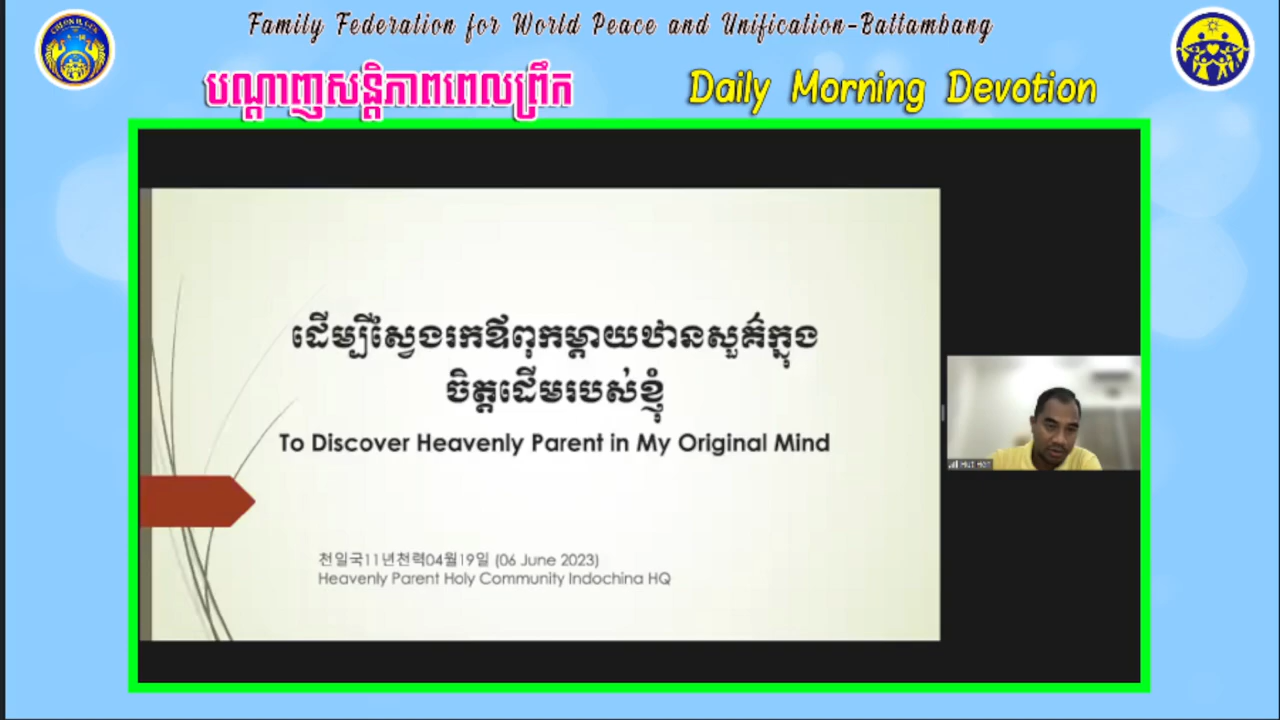 Family Federation for World Peace and Unification-Battambang
បណ្តាញសន្តិភាពពេលព្រឹក
Daily Morning Devotion
ដើម្បីស្វែងរកឪពុកម្តាយឋានសួគ៌ក្នុង
ចិត្តដើមរបស់ខ្ញុំ
To Discover Heavenly Parent in My Original Mind
천일국11년천력04월19일 (06 June 2023)
Heavenly Parent Holy Community Indochina HQ